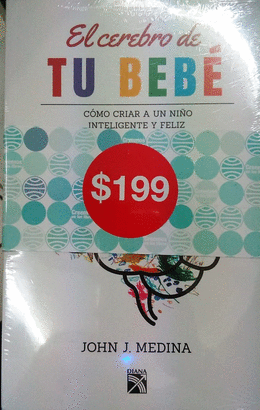 El cerebro de
TU BEBÉ
CÓMO CRIAR A UN NIÑO
INTELIGENTE Y FELIZ
$199
JOHN J. MEDINA
DIANA